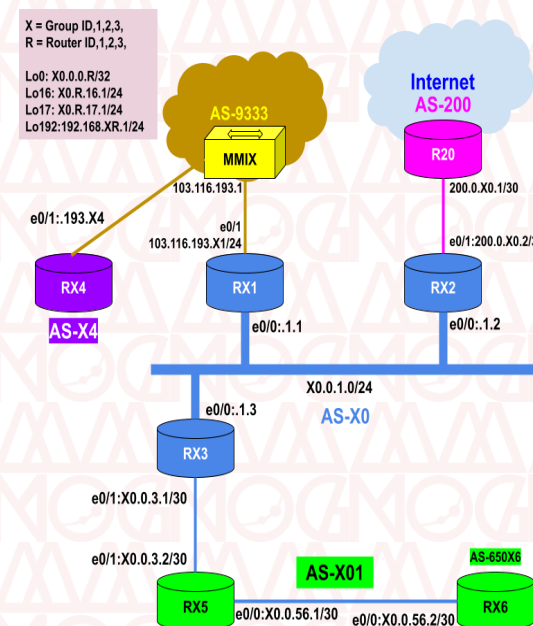 X = Group ID,1,2,3,
R = Router ID,1,2,3,
Lo0: X0.0.0.R/32
Lo16: X0.R.16.1/24
Lo17: X0.R.17.1/24
Lo192:192.168.XR.1/24
AS-9333
MMIX
103.116.193.1
Internet
AS-200
R20
200.0.X0.1/30
e0/1:.193.X4
e0/1
103.116.193.X1/24
e0/1:200.0.X0.2/3
RX4
RX1
RX2
AS-X4
e0/0:.1.1
e0/0:.1.2
X0.0.1.0/24
AS-X0
e0/0:.1.3
RX3
e0/1:X0.0.3.1/30
e0/1:X0.0.3.2/30
AS-X01
AS-650X6
RX5
RX6
e0/0:X0.0.56.1/30
e0/0:X0.0.56.2/30